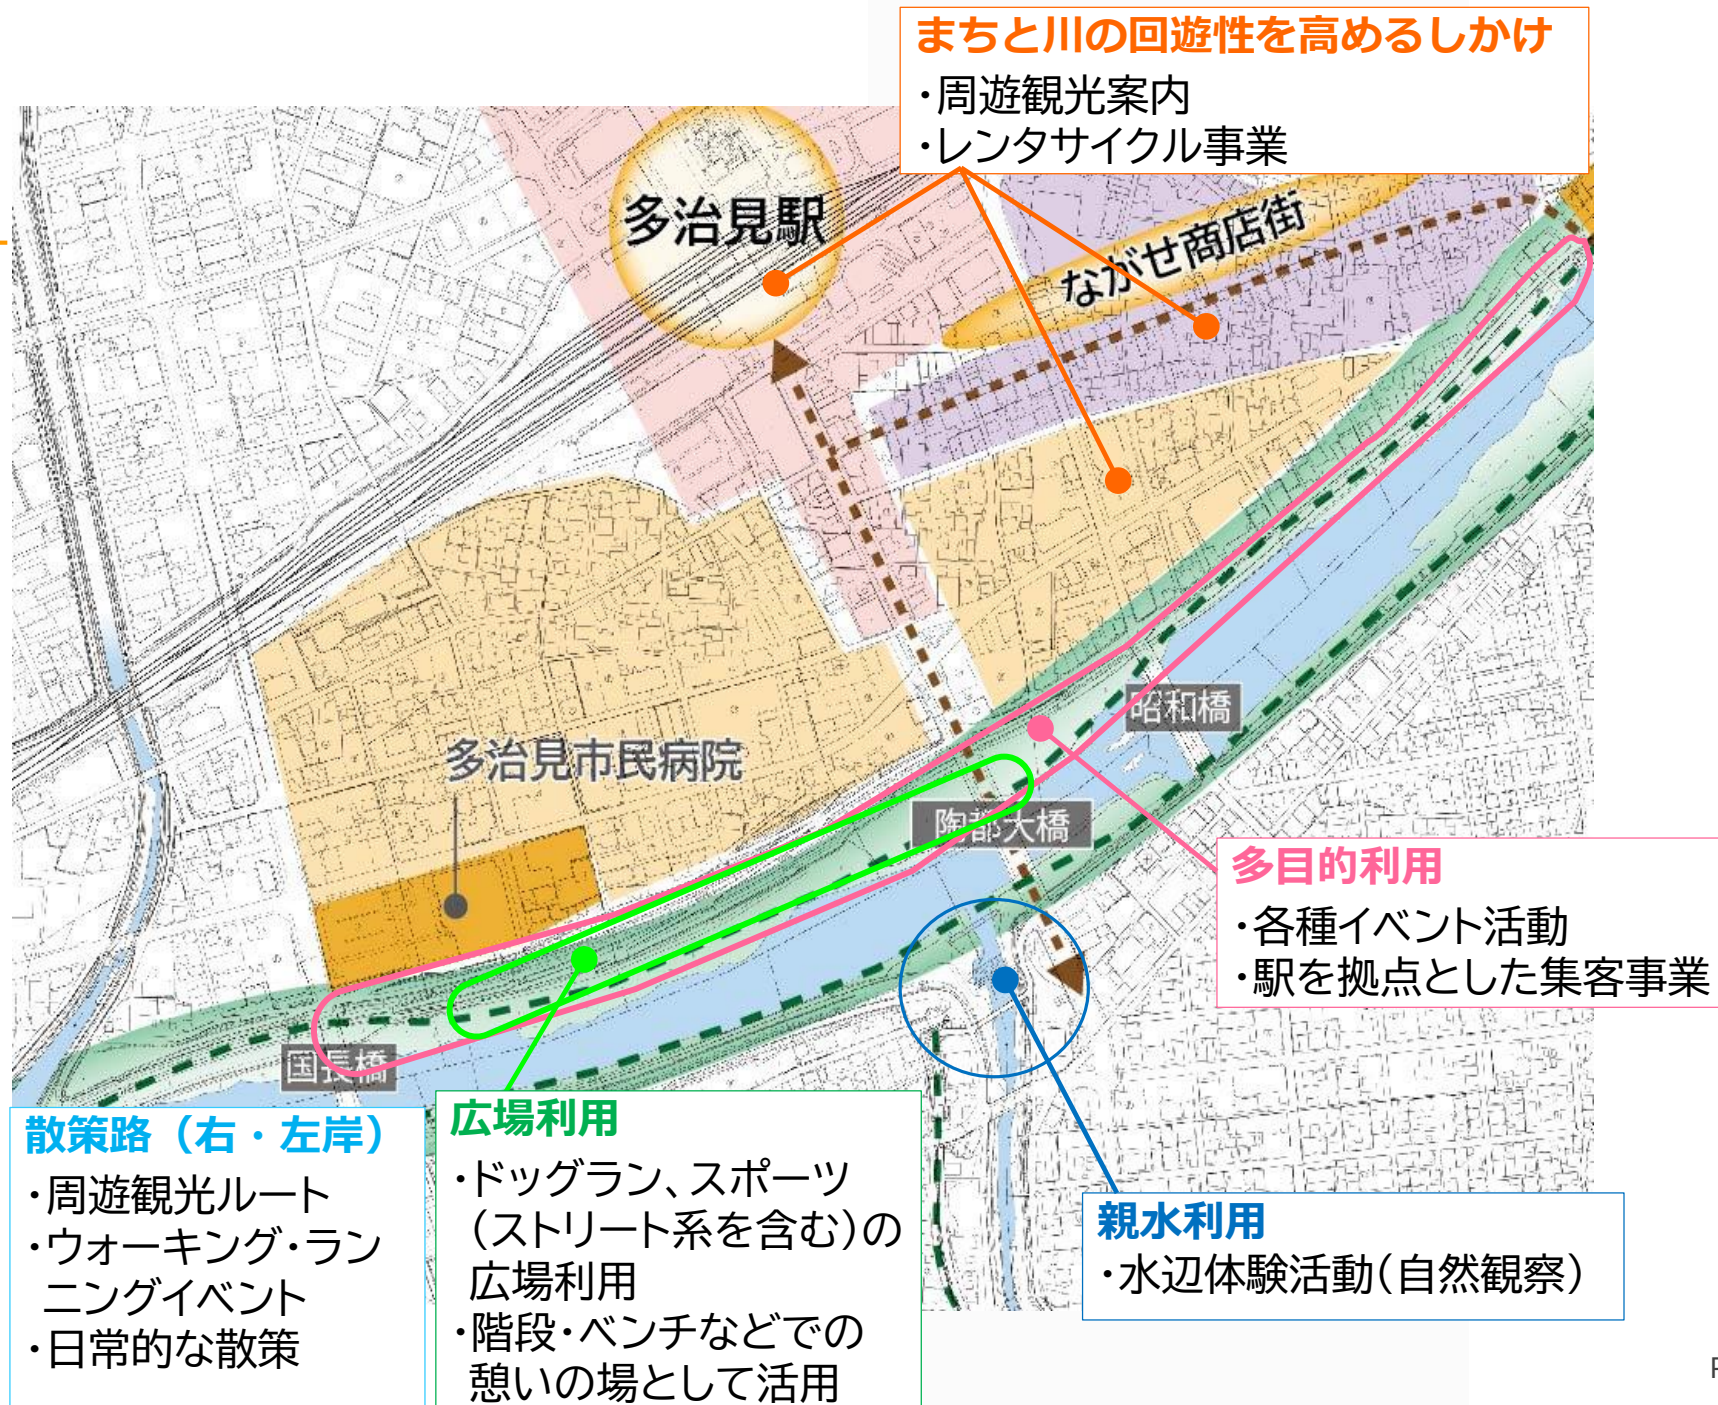 まちと川の回遊性を高めるしかけ
・周遊観光案内
・レンタサイクル事業
多治見駅
ながせ商店街
昭和橋
多治見市民病院
陶都大橋
多目的利用
・各種イベント活動
・駅を拠点とした集客事業
国長橋
散策路（右・左岸）
・周遊観光ルート
・ウォーキング・ラン
ニングイベント
・日常的な散策
広場利用
・ドッグラン、スポーツ
（ストリート系を含む）の
広場利用
・階段・ベンチなどでの
憩いの場として活用
親水利用
・水辺体験活動（自然観察）